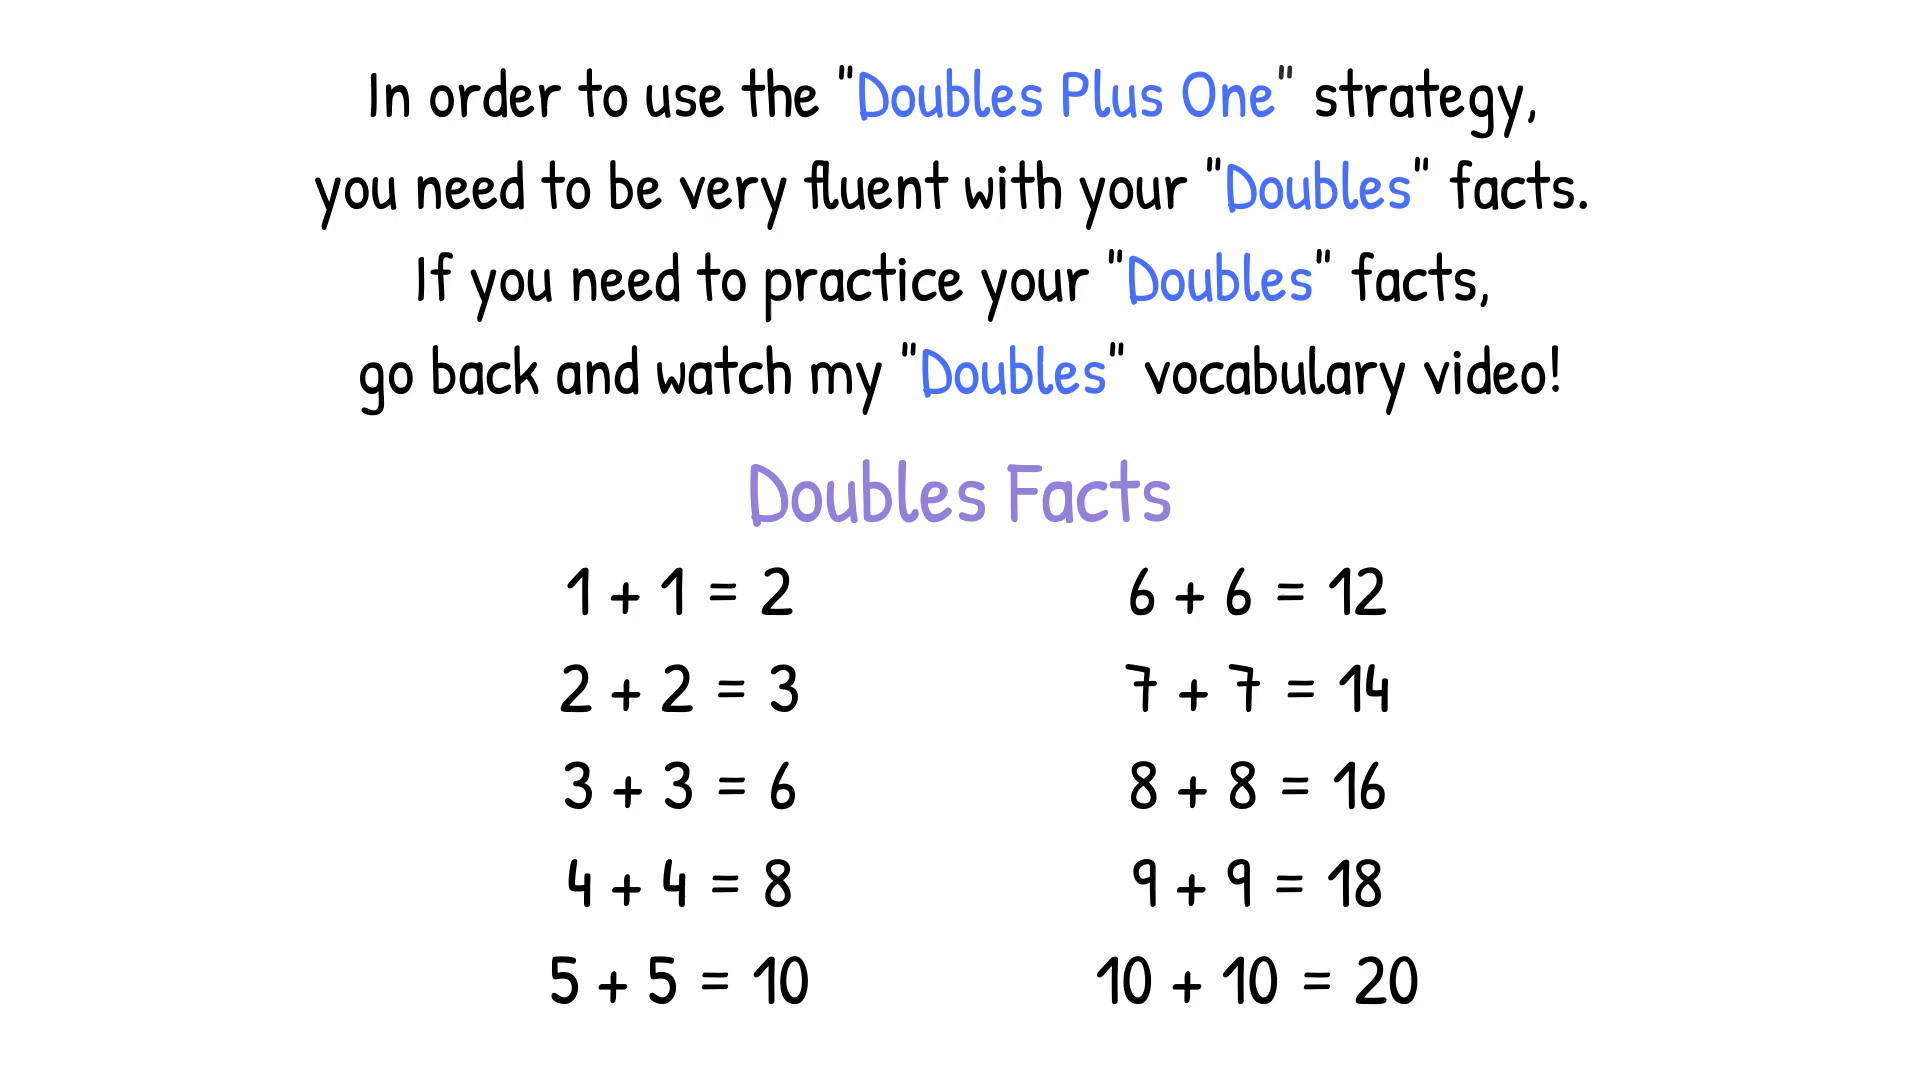 In order to use the "Doubles Plus One" strategy,
you need to be very fluent with your "Doubles" facts.
If you need to practice your "Doubles" facts,
go back and watch my "Doubles" vocabulary video!
Doubles Facts
1 + 1 = 2
2 + 2 = 3
3 + 3 = 6
4 + 4 = 8
5 + 5 = 10
6 + 6 = 12
7 + 7 = 14
8 + 8 = 16
9 + 9 = 18
10 + 10 = 20